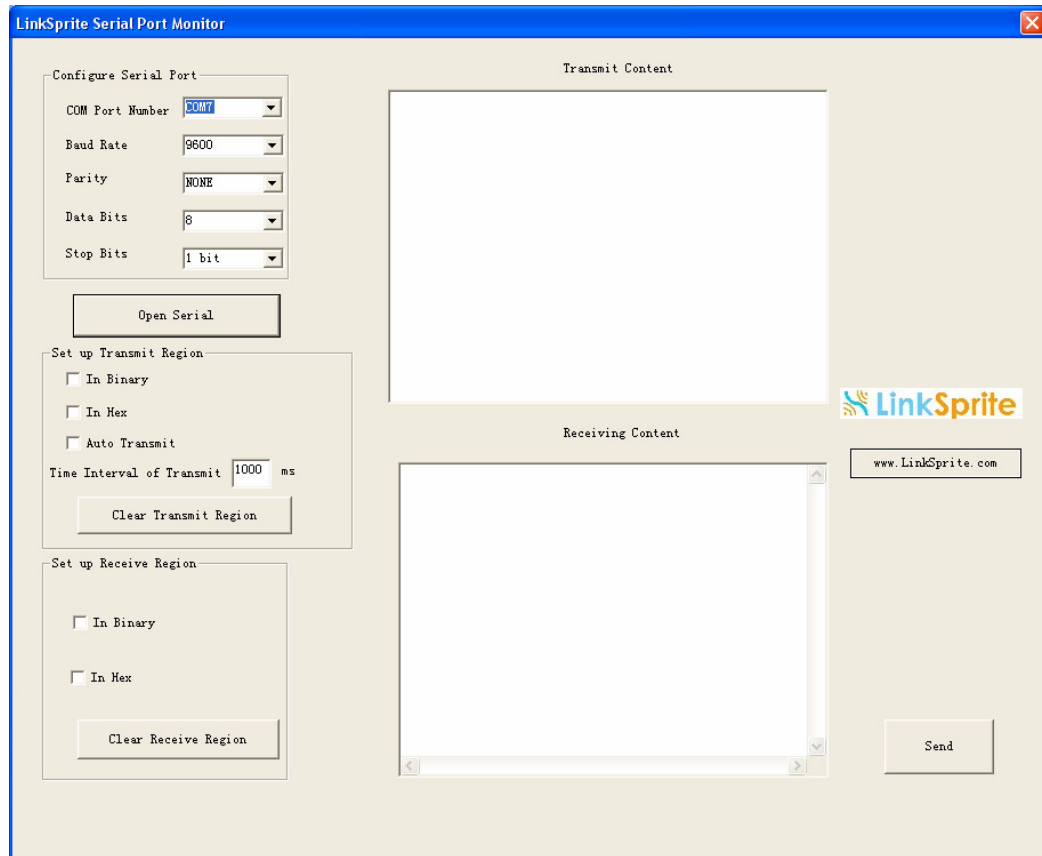 LinkSprite Serial Port Monitor
Configure Serial Port
COM Port Number COM7
Baud Rate 9600
Parity NONE
Data Bits 8
Stop Bits 1 bit
Open Serial
Set up Transmit Region
In Binary
In Hex
Auto Transmit
Time Interval of Transmit 1000 ms
Clear Transmit Region
Set up Receive Region
In Binary
In Hex
Clear Receive Region
Transmit Content
Receiving Content
LinkSprite
www.LinkSprite.com
Send